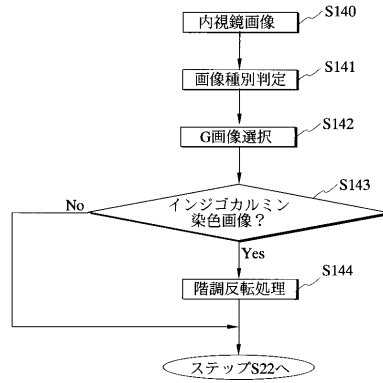 内視鏡画像
S140
画像種別判定
S141
G画像選択
S142
S143
インジゴカルミン
染色画像？
No
Yes
S144
階調反転処理
ステップS22へ